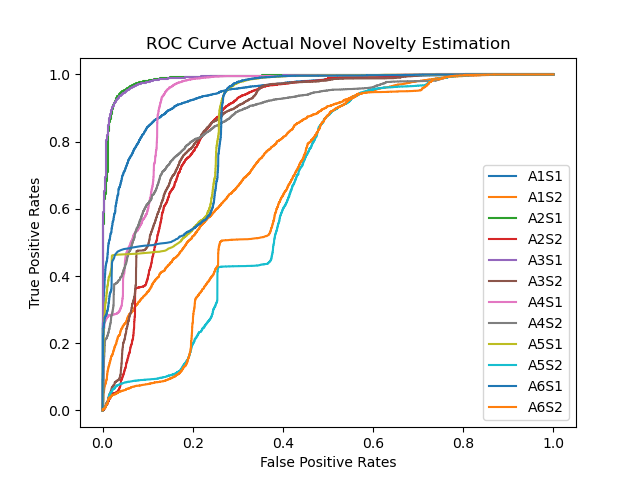 ROC Curve Actual Novel Novelty Estimation
1.0
0.8
0.6
0.4
0.2
0.0
True Positive Rates
A1S1
A1S2
A2S1
A2S2
A3S1
A3S2
A4S1
A4S2
A5S1
A5S2
A6S1
A6S2
0.0 0.2 0.4 0.6 0.8 1.0
False Positive Rates